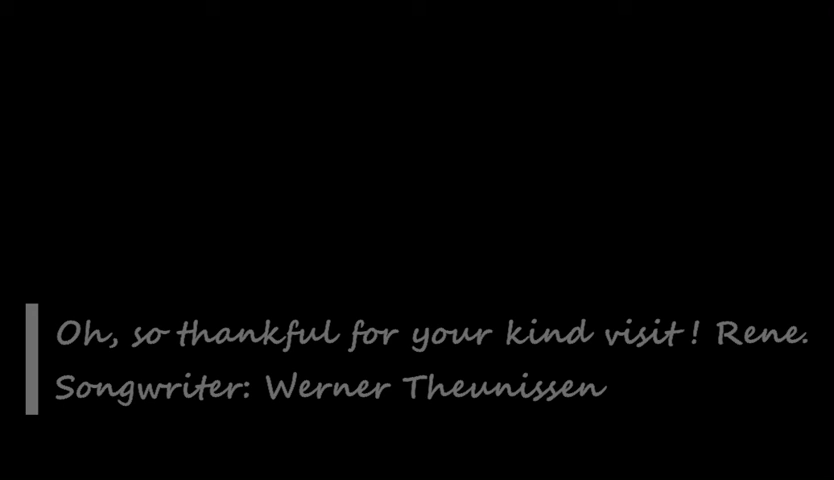 Oh, so thankful for your kind visit! Rene.
Songwriter: Werner Theunissen